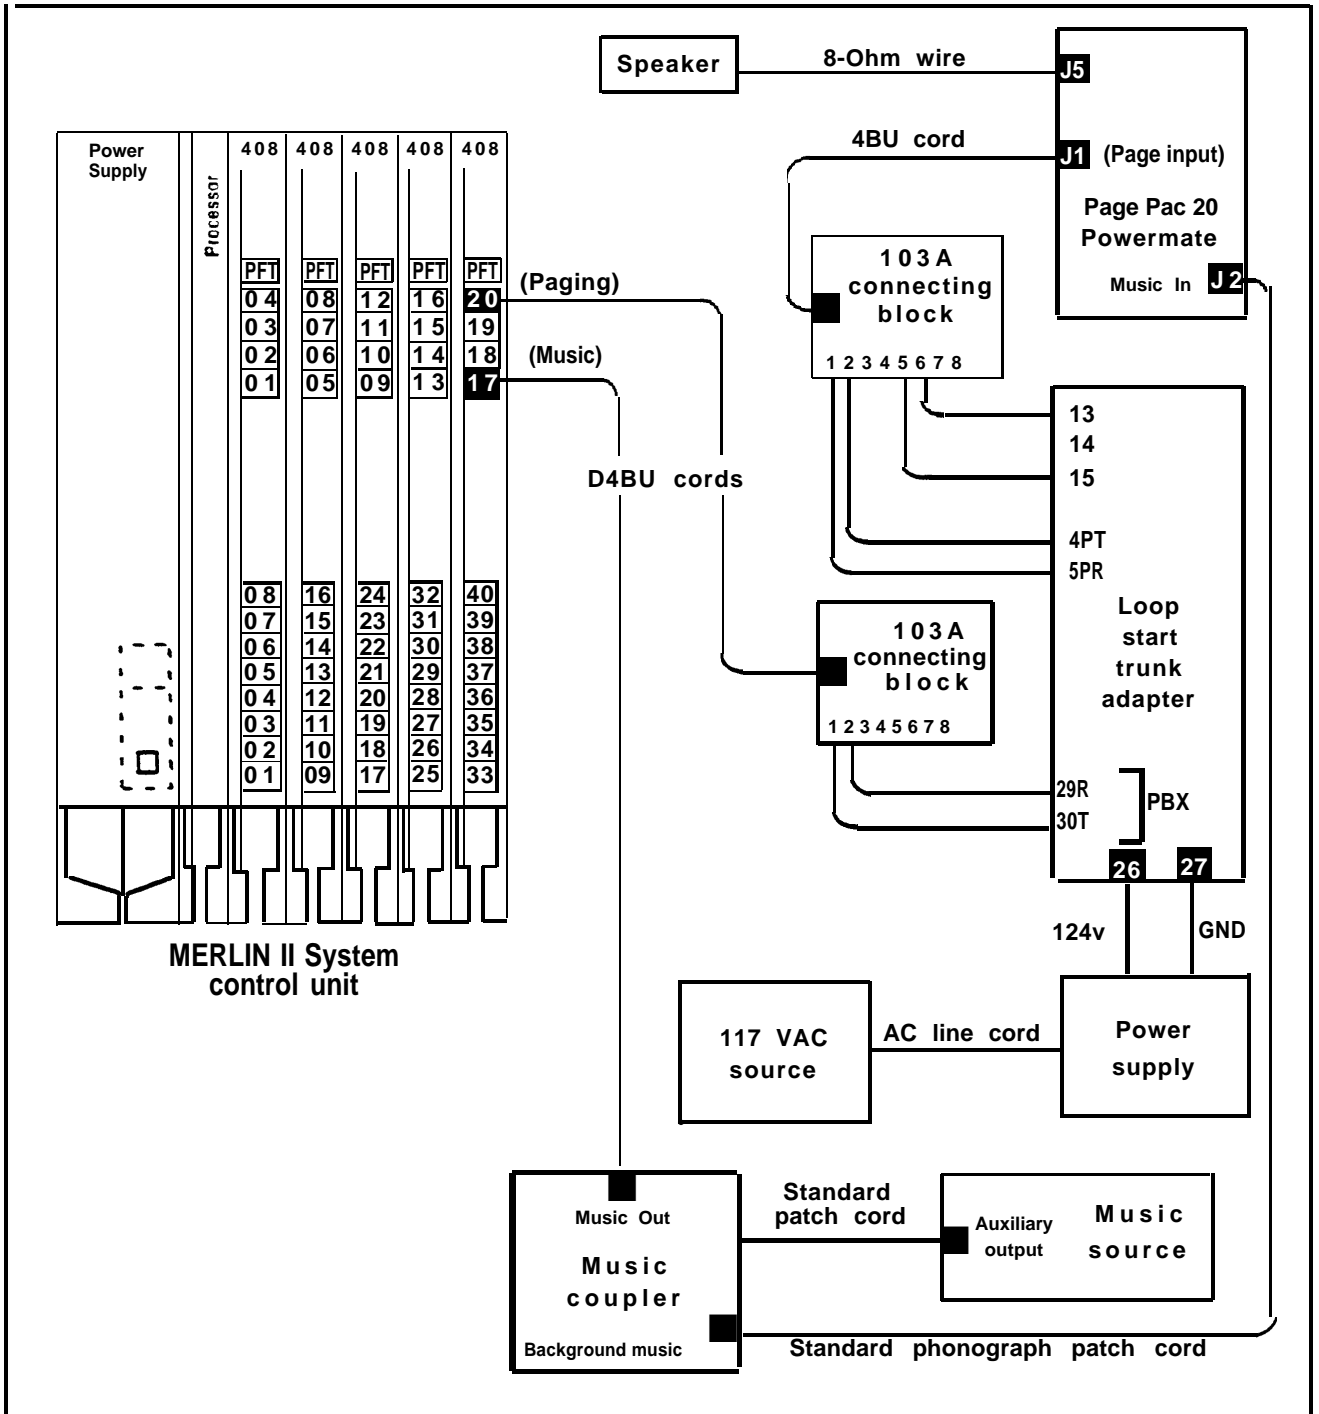 Speaker
8-Ohm wire
J5
4BU cord
J1 (Page input)
Page Pac 20
Powermate
Music In J2
Power
Supply
Processor
408 408 408 408 408
PFT PFT PFT PFT PFT
04 08 12 16 20
03 07 11 15 19
02 06 10 14 18
01 05 09 13 17
(Paging)
(Music)
D4BU cords
103A
connecting
block
1 2 3 4 5 6 7 8
13
14
15
4PT
5PR
Loop
start
trunk
adapter
103A
connecting
block
1 2 3 4 5 6 7 8
29R
30T
PBX
26 27
08 16 24 32 40
07 15 23 31 39
06 14 22 30 38
05 13 21 29 37
04 12 20 28 36
03 11 19 27 35
02 10 18 26 34
01 09 17 25 33
MERLIN II System
control unit
124v
GND
117 VAC
source
AC line cord
Power
supply
Music Out
Music
coupler
Background music
Standard
patch cord
Auxiliary
output
Music
source
Standard phonograph patch cord